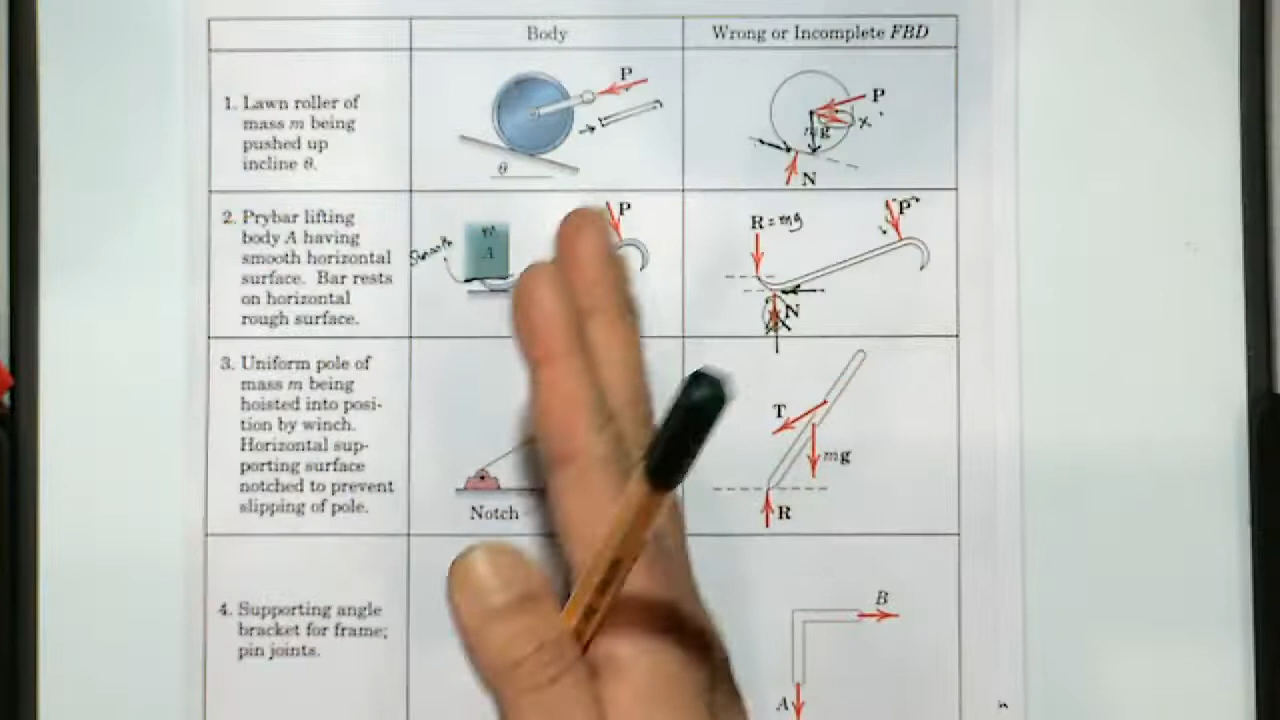 Body
Wrong or Incomplete FBD
1. Lawn roller of
mass m being
pushed up
incline θ.
P
θ
P
mg
x
N
2. Prybar lifting
body A having
smooth horizontal
surface. Bar rests
on horizontal
rough surface.
Smooth
m
A
P
R = mg
P
N
3. Uniform pole of
mass m being
hoisted into posi-
tion by winch.
Horizontal sup-
porting surface
notched to prevent
slipping of pole.
Notch
T
mg
R
4. Supporting angle
bracket for frame;
pin joints.
B
A